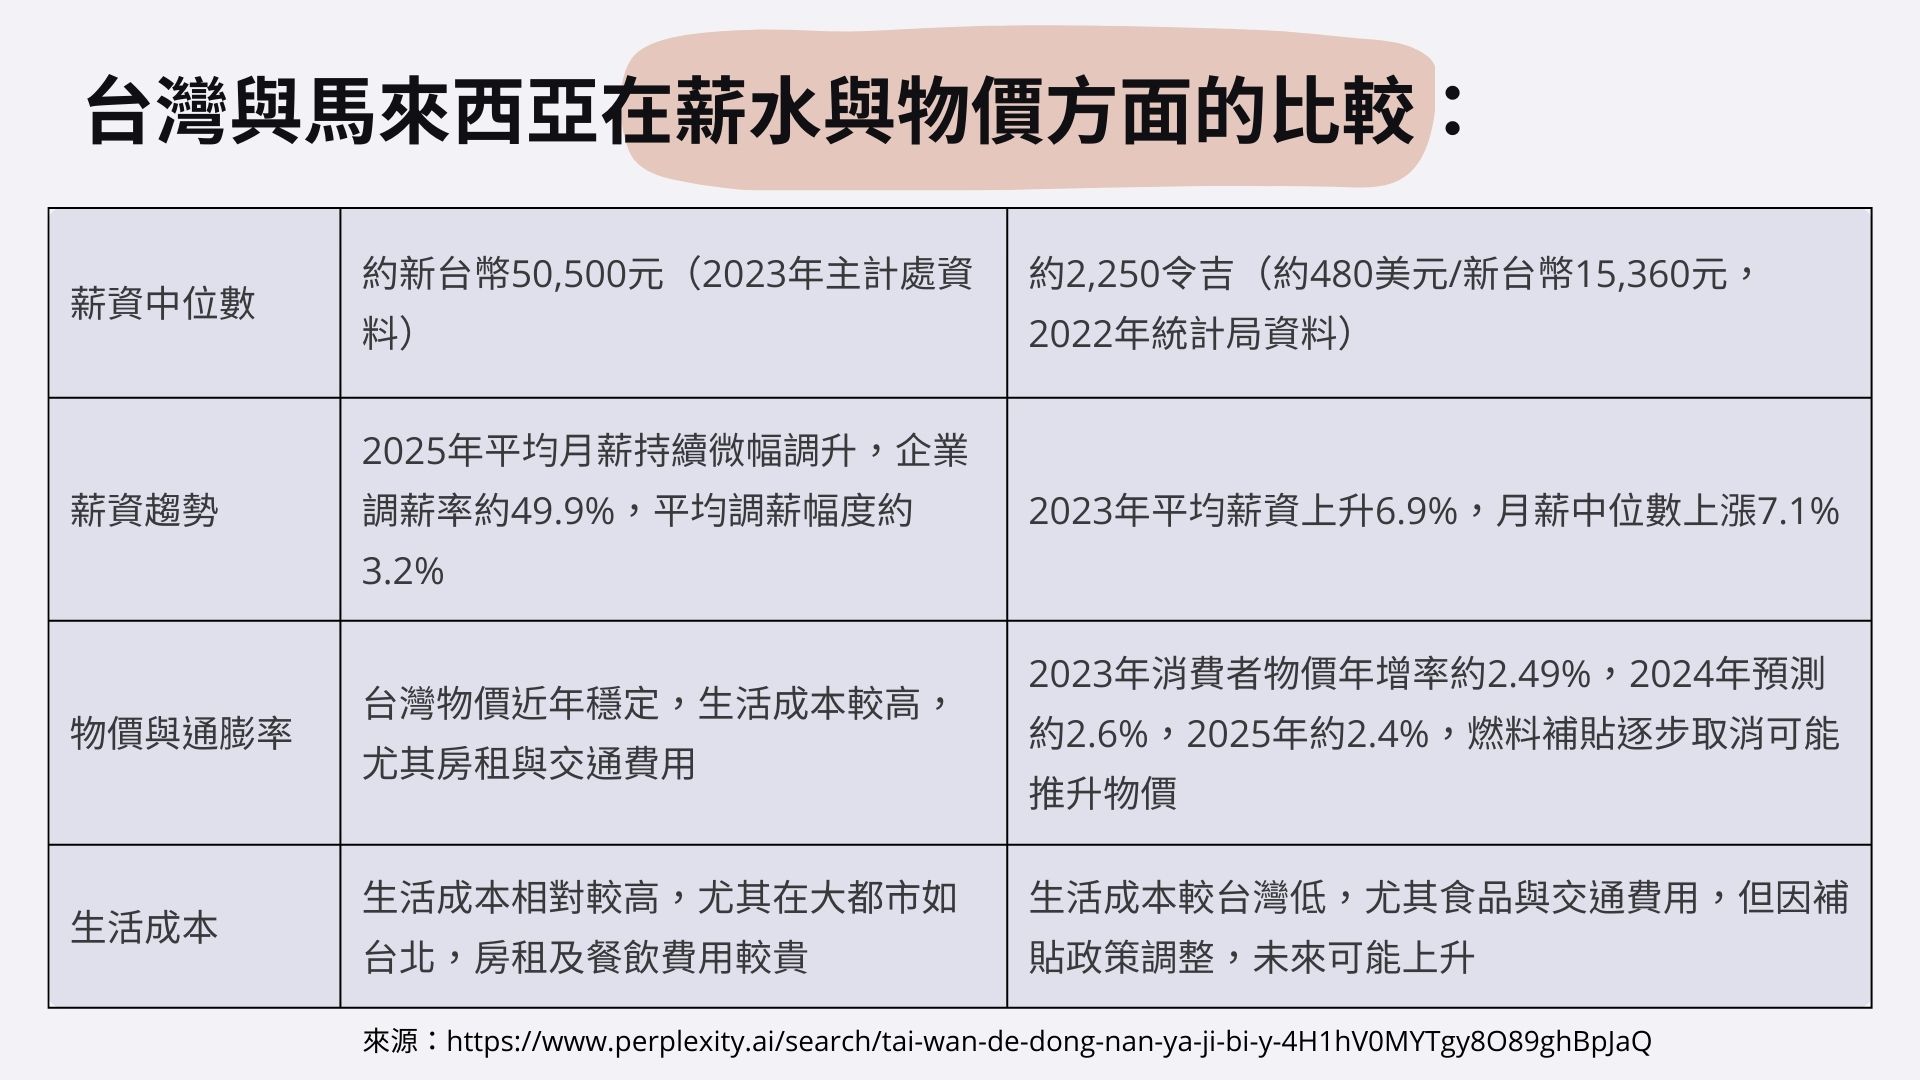 台灣與馬來西亞在薪水與物價方面的比較：
薪資中位數
約新台幣50,500元（2023年主計處資
料）
約2,250令吉（約480美元/新台幣15,360元，
2022年統計局資料）
薪資趨勢
2025年平均月薪持續微幅調升，企業
調薪率約49.9%，平均調薪幅度約
3.2%
2023年平均薪資上升6.9%，月薪中位數上漲7.1%
物價與通膨率
台灣物價近年穩定，生活成本較高，
尤其房租與交通費用
2023年消費者物價年增率約2.49%，2024年預測
約2.6%，2025年約2.4%，燃料補貼逐步取消可能
推升物價
生活成本
生活成本相對較高，尤其在大都市如
台北，房租及餐飲費用較貴
生活成本較台灣低，尤其食品與交通費用，但因補
貼政策調整，未來可能上升
來源：https://www.perplexity.ai/search/tai-wan-de-dong-nan-ya-ji-bi-y-4H1hV0MYTgy8O89ghBpJaQ